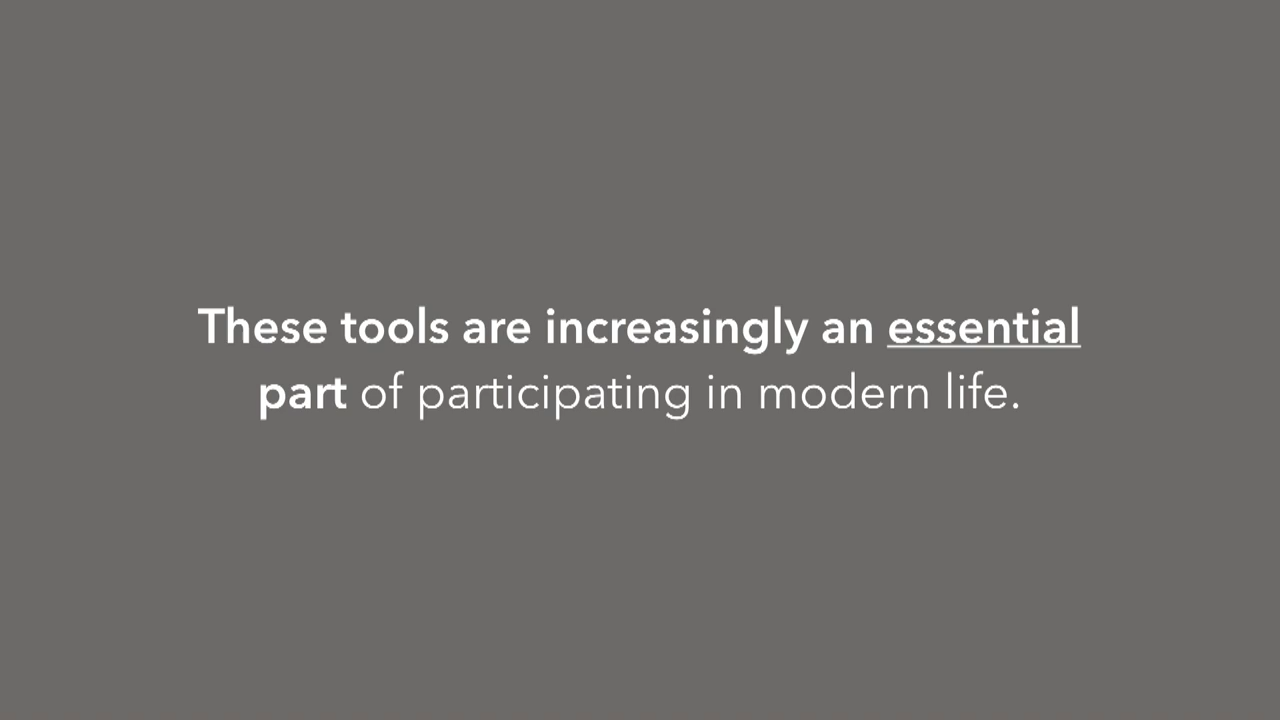 These tools are increasingly an essential
part of participating in modern life.